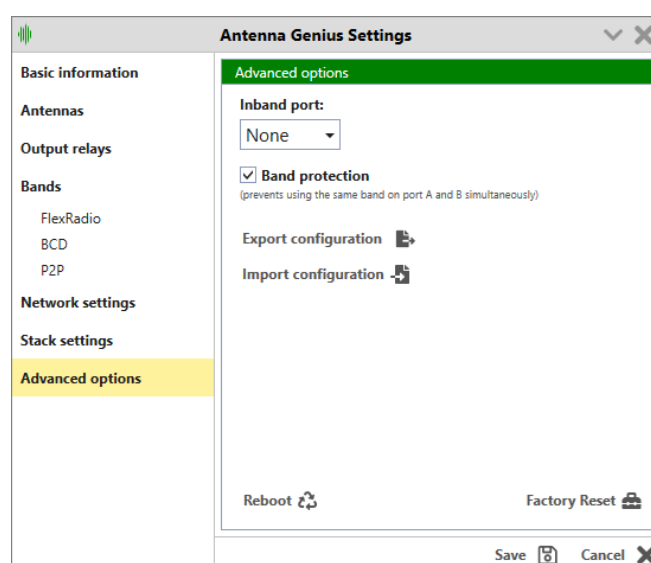 Antenna Genius Settings
Basic information
Antennas
Output relays
Bands
FlexRadio
BCD
P2P
Network settings
Stack settings
Advanced options
Advanced options
Inband port:
None
Band protection
(prevents using the same band on port A and B simultaneously)
Export configuration
Import configuration
Reboot
Factory Reset
Save
Cancel